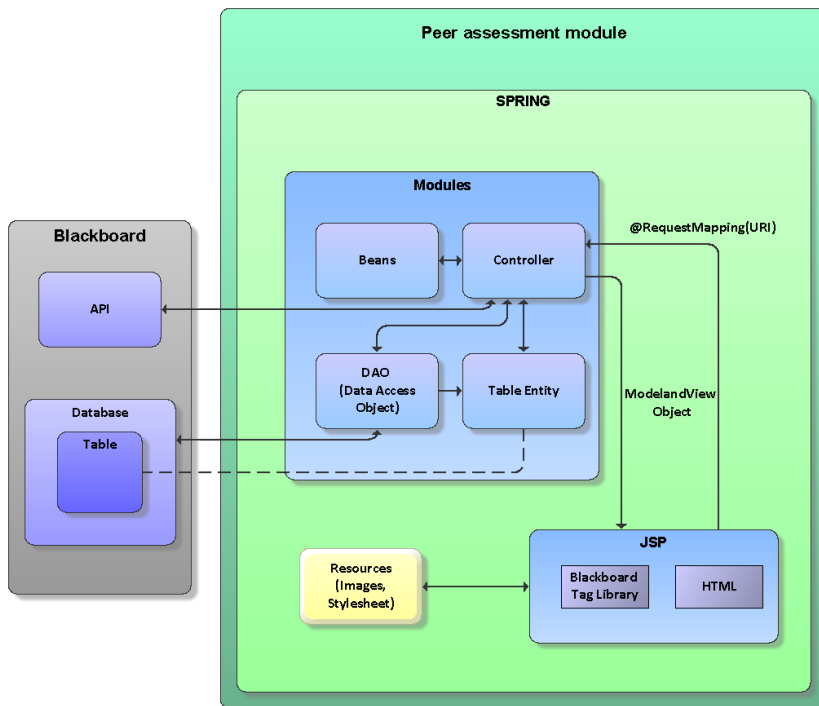 Peer assessment module
SPRING
Modules
Blackboard
@RequestMapping(URI)
Beans
Controller
API
DAO
(Data Access
Object)
Table Entity
ModelandView
Object
Database
Table
JSP
Resources
(Images,
Stylesheet)
Blackboard
Tag Library
HTML